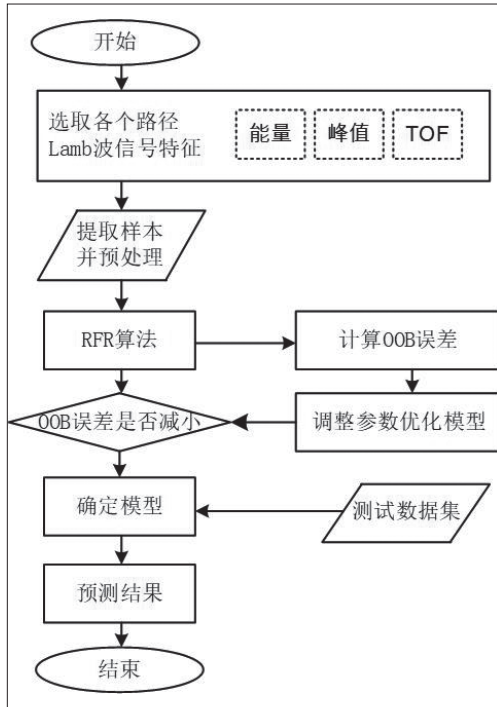 开始
选取各个路径
Lamb波信号特征
能量
峰值
TOF
提取样本
并预处理
RFR算法
计算OOB误差
OOB误差是否减小
调整参数优化模型
确定模型
测试数据集
预测结果
结束